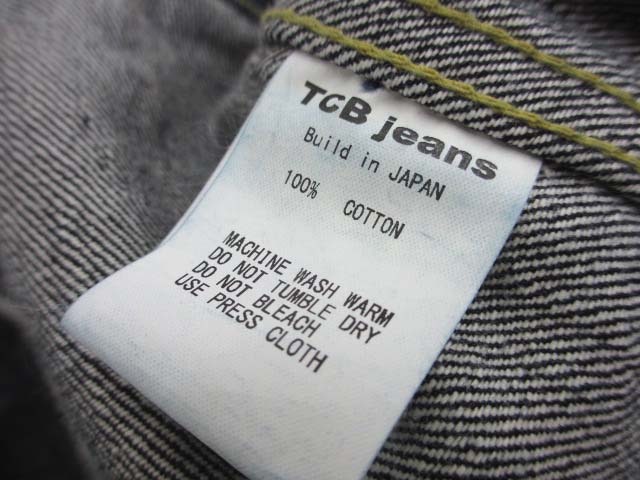 TCB jeans
Build in JAPAN
100% COTTON
MACHINE WASH WARM
DO NOT TUMBLE DRY
DO NOT BLEACH
USE PRESS CLOTH